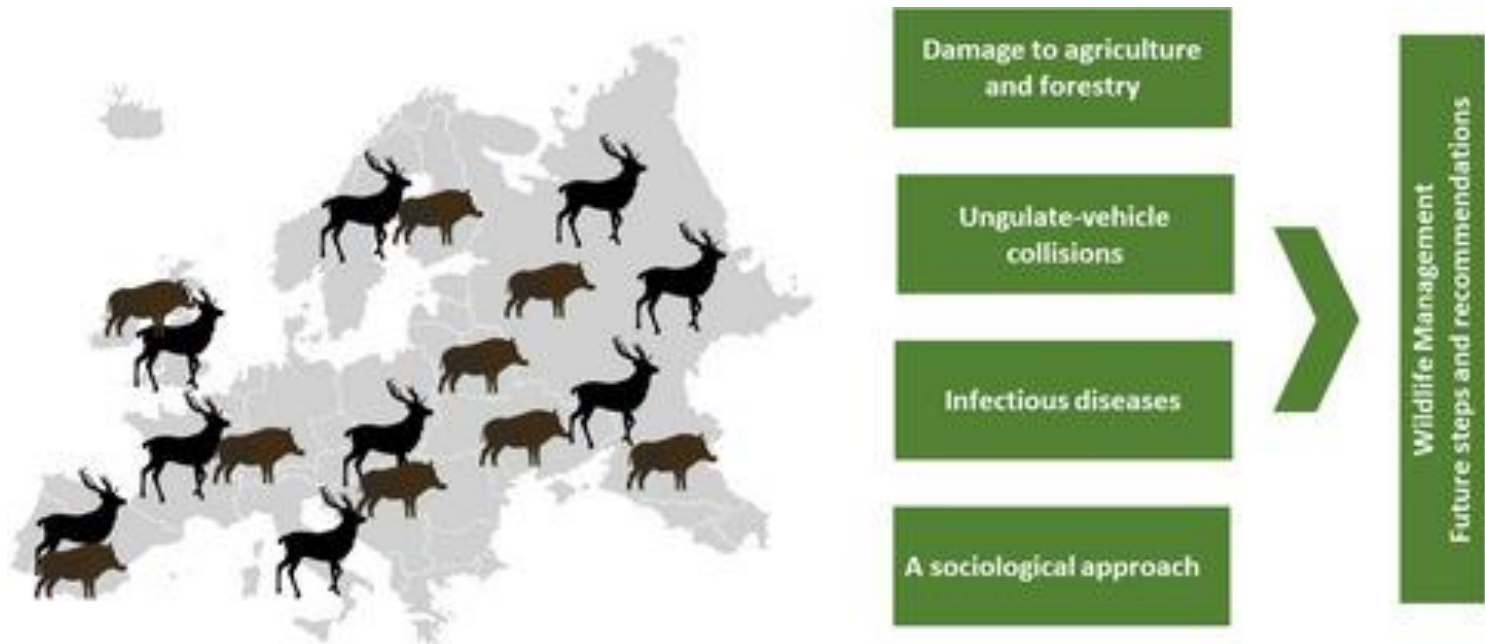 Damage to agriculture
and forestry
Ungulate-vehicle
collisions
Infectious diseases
A sociological approach
Wildlife Management
Future steps and recommendations